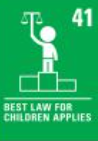 41
BEST LAW FOR
CHILDREN APPLIES